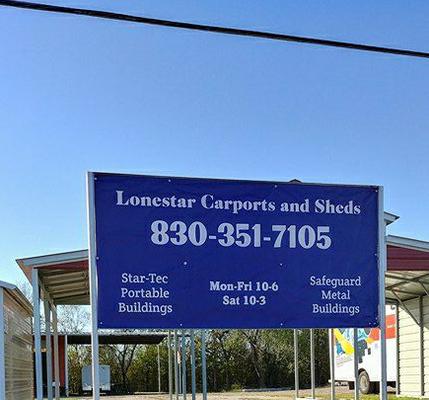 Lonestar Carports and Sheds
830-351-7105
Star-Tec
Portable
Buildings
Mon-Fri 10-6
Sat 10-3
Safeguard
Metal
Buildings